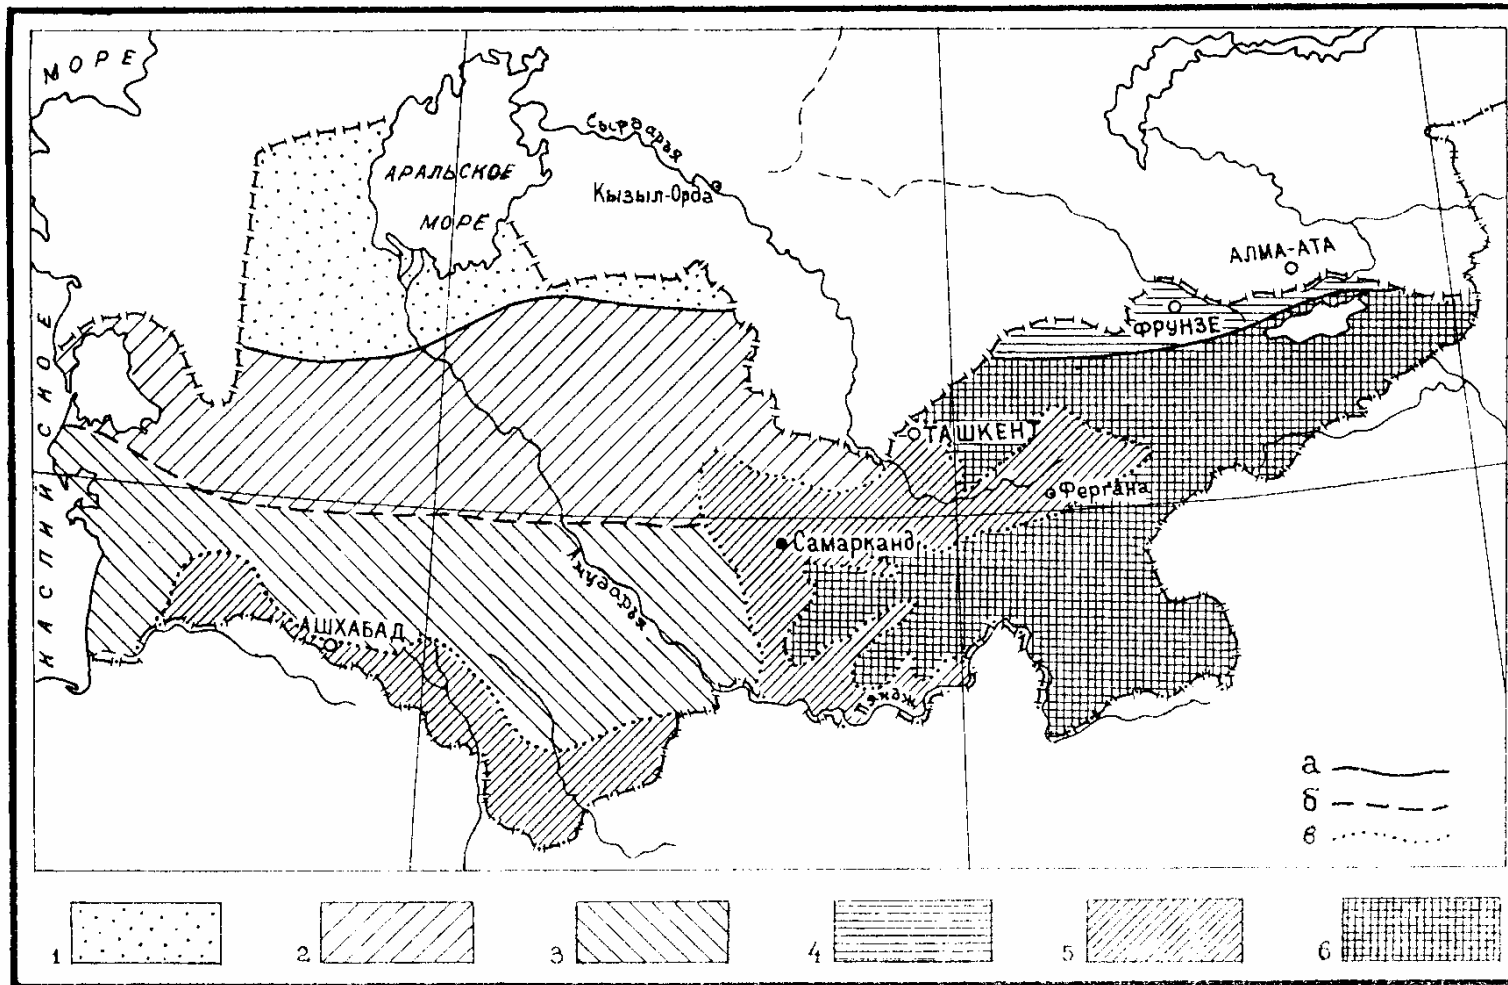 МОРЕ
Сырдарья
АРАЛЬСКОЕ
МОРЕ
Кызыл-Орда
АЛМА-АТА
ФРУНЗЕ
КАСПИЙСКОЕ
ТАШКЕНТ
Фергана
Самарканд
Амударья
АШХАБАД
Пяндж
а
б
в
1
2
3
4
5
6